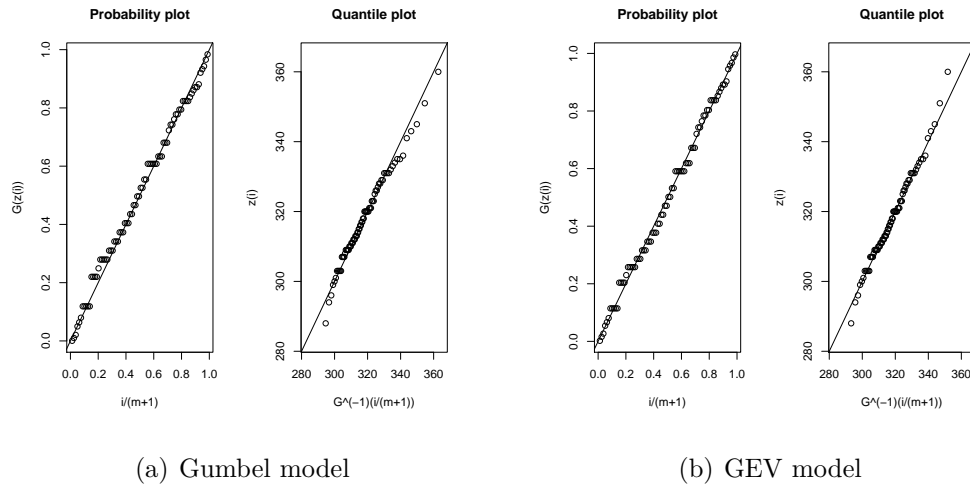 Probability plot
G(z(i))
0.0 0.2 0.4 0.6 0.8 1.0
0.0 0.2 0.4 0.6 0.8 1.0
i/(m+1)
Quantile plot
z(i)
280 300 320 340 360
280 300 320 340 360
G^(-1)(i/(m+1))
(a) Gumbel model
Probability plot
G(z(i))
0.0 0.2 0.4 0.6 0.8 1.0
0.0 0.2 0.4 0.6 0.8 1.0
i/(m+1)
Quantile plot
z(i)
280 300 320 340 360
280 300 320 340 360
G^(-1)(i/(m+1))
(b) GEV model